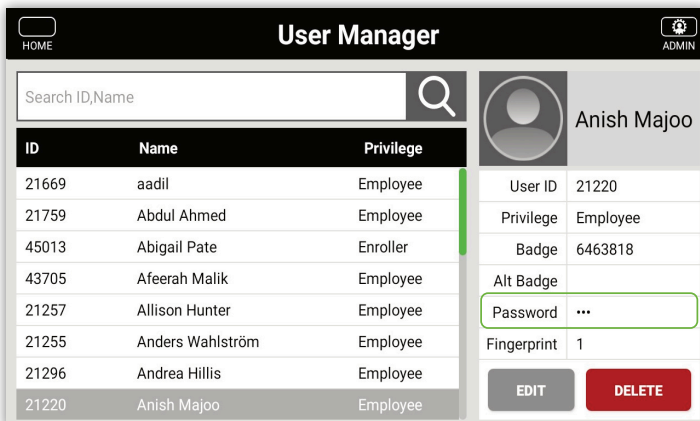 User Manager
HOME
ADMIN
Search ID,Name
ID Name Privilege
21669 aadil Employee
21759 Abdul Ahmed Employee
45013 Abigail Pate Enroller
43705 Afeerah Malik Employee
21257 Allison Hunter Employee
21255 Anders Wahlström Employee
21296 Andrea Hillis Employee
21220 Anish Majoo Employee
Anish Majoo
User ID 21220
Privilege Employee
Badge 6463818
Alt Badge
Password •••
Fingerprint 1
EDIT DELETE